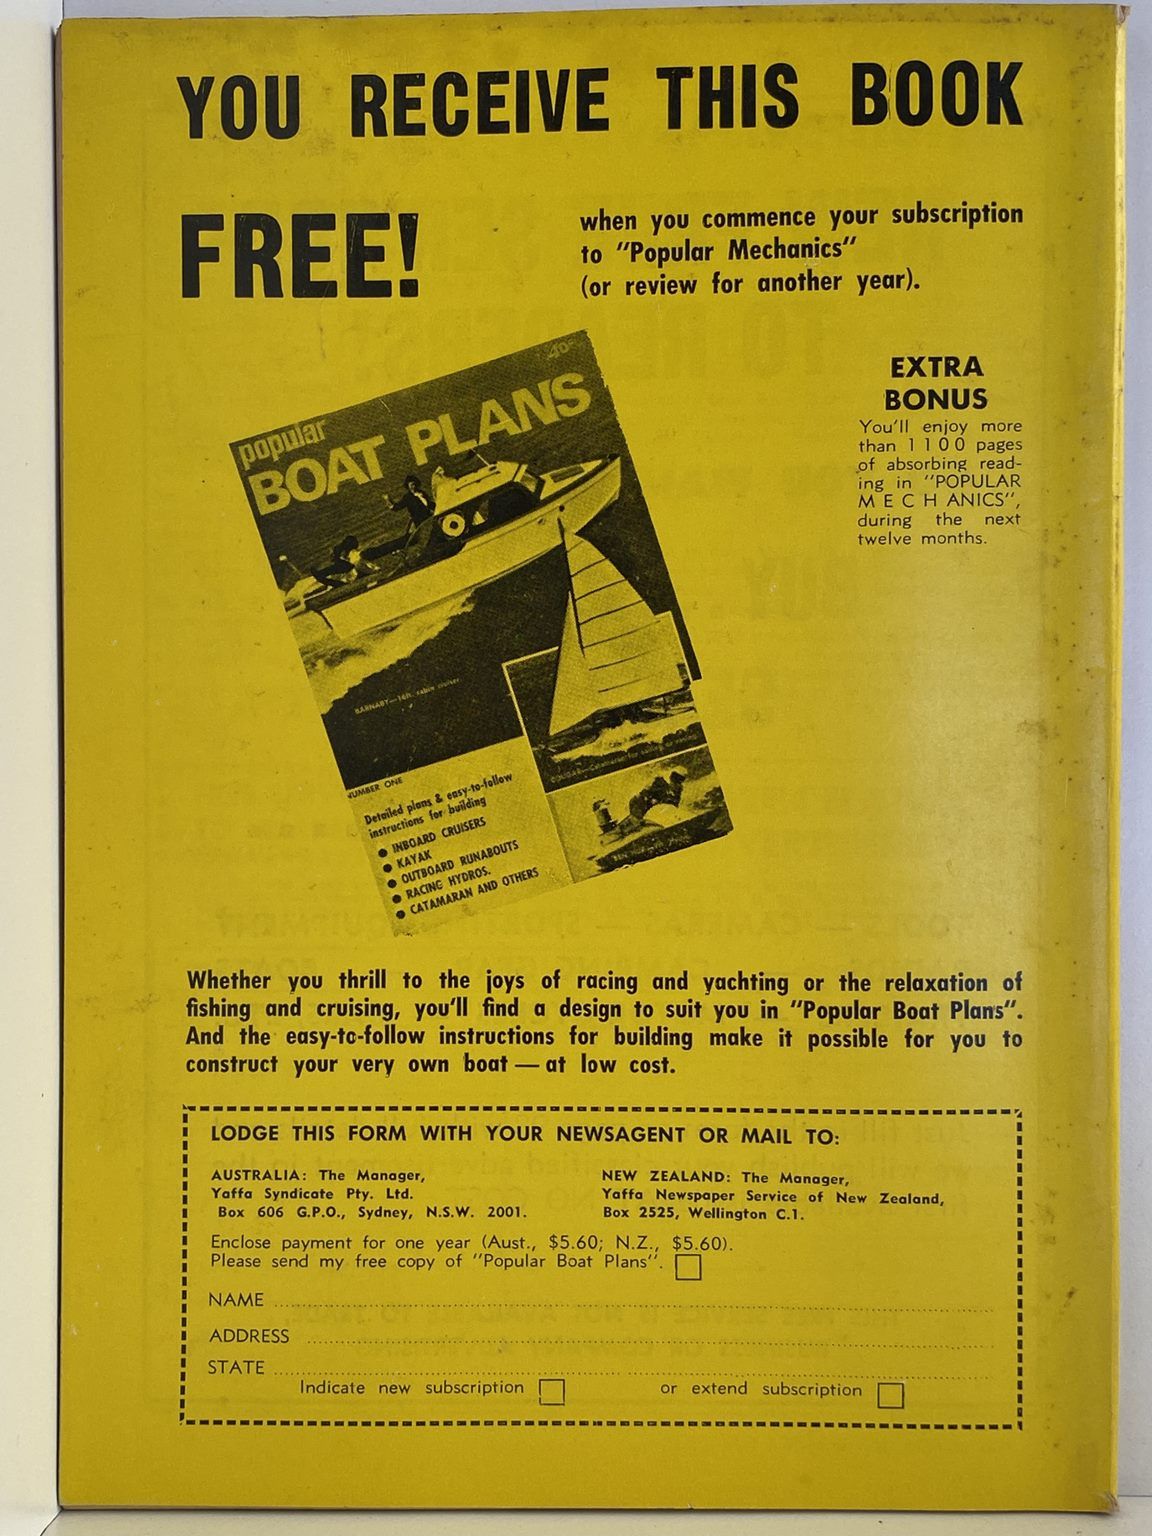 YOU RECEIVE THIS BOOK
FREE!
when you commence your subscription
to "Popular Mechanics"
(or review for another year).
40c
popular
BOAT PLANS
BARNABY—16ft. cabin cruiser
NUMBER ONE
Detailed plans & easy-to-follow
instructions for building
● INBOARD CRUISERS
● KAYAK
● OUTBOARD RUNABOUTS
● RACING HYDROS.
● CATAMARAN AND OTHERS
EXTRA
BONUS
You'll enjoy more
than 1100 pages
of absorbing read-
ing in "POPULAR
MECHANICS",
during the next
twelve months.
Whether you thrill to the joys of racing and yachting or the relaxation of
fishing and cruising, you'll find a design to suit you in "Popular Boat Plans".
And the easy-to-follow instructions for building make it possible for you to
construct your very own boat — at low cost.
LODGE THIS FORM WITH YOUR NEWSAGENT OR MAIL TO:
AUSTRALIA: The Manager,
Yaffa Syndicate Pty. Ltd.
Box 606 G.P.O., Sydney, N.S.W. 2001.
NEW ZEALAND: The Manager,
Yaffa Newspaper Service of New Zealand,
Box 2525, Wellington C.1.
Enclose payment for one year (Aust., $5.60; N.Z., $5.60).
Please send my free copy of "Popular Boat Plans".
NAME
ADDRESS
STATE
Indicate new subscription
or extend subscription